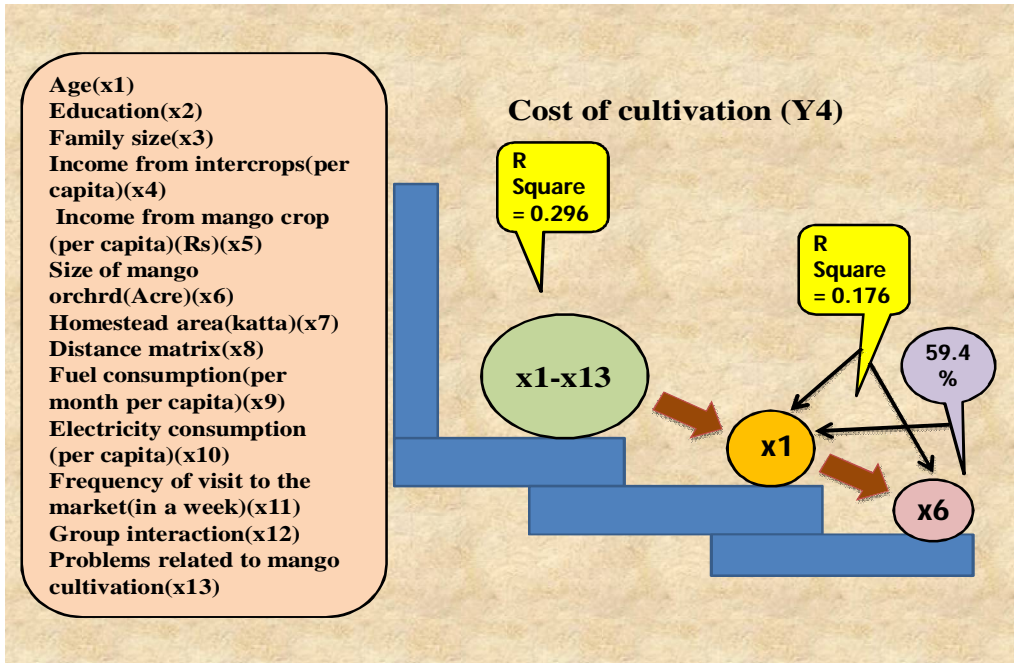 Age(x1)
Education(x2)
Family size(x3)
Income from intercrops(per
capita)(x4)
Income from mango crop
(per capita)(Rs)(x5)
Size of mango
orchrd(Acre)(x6)
Homestead area(katta)(x7)
Distance matrix(x8)
Fuel consumption(per
month per capita)(x9)
Electricity consumption
(per capita)(x10)
Frequency of visit to the
market(in a week)(x11)
Group interaction(x12)
Problems related to mango
cultivation(x13)
Cost of cultivation (Y4)
R
Square
= 0.296
R
Square
= 0.176
59.4
%
x1-x13
x1
x6